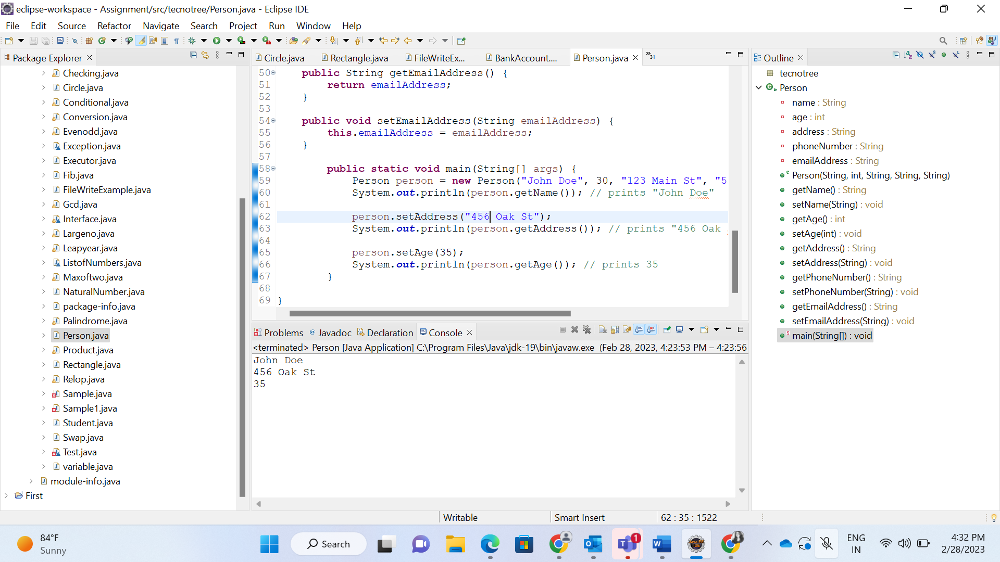 eclipse-workspace - Assignment/src/tecnotree/Person.java - Eclipse IDE
File Edit Source Refactor Navigate Search Project Run Window Help
Package Explorer
Checking.java
Circle.java
Conditional.java
Conversion.java
Evenodd.java
Exception.java
Executor.java
Fib.java
FileWriteExample.java
Gcd.java
Interface.java
Largeno.java
Leapyear.java
ListofNumbers.java
Maxoftwo.java
NaturalNumber.java
package-info.java
Palindrome.java
Person.java
Product.java
Rectangle.java
Relop.java
Sample.java
Sample1.java
Student.java
Swap.java
Test.java
variable.java
module-info.java
First
Circle.java Rectangle.java FileWriteEx... BankAccount.... Person.java 31
50 public String getEmailAddress() {
51 return emailAddress;
52 }
53
54 public void setEmailAddress(String emailAddress) {
55 this.emailAddress = emailAddress;
56 }
57
58 public static void main(String[] args) {
59 Person person = new Person("John Doe", 30, "123 Main St", "5
60 System.out.println(person.getName()); // prints "John Doe"
61
62 person.setAddress("456 Oak St");
63 System.out.println(person.getAddress()); // prints "456 Oak
64
65 person.setAge(35);
66 System.out.println(person.getAge()); // prints 35
67 }
68
69 }
Problems @ Javadoc Declaration Console
<terminated> Person [Java Application] C:\Program Files\Java\jdk-19\bin\javaw.exe (Feb 28, 2023, 4:23:53 PM – 4:23:56
John Doe
456 Oak St
35
Outline
tecnotree
Person
name : String
age : int
address : String
phoneNumber : String
emailAddress : String
Person(String, int, String, String, String)
getName() : String
setName(String) : void
getAge() : int
setAge(int) : void
getAddress() : String
setAddress(String) : void
getPhoneNumber() : String
setPhoneNumber(String) : void
getEmailAddress() : String
setEmailAddress(String) : void
main(String[]) : void
Writable Smart Insert 62 : 35 : 1522
84°F
Sunny
Search
1
ENG
IN
4:32 PM
2/28/2023